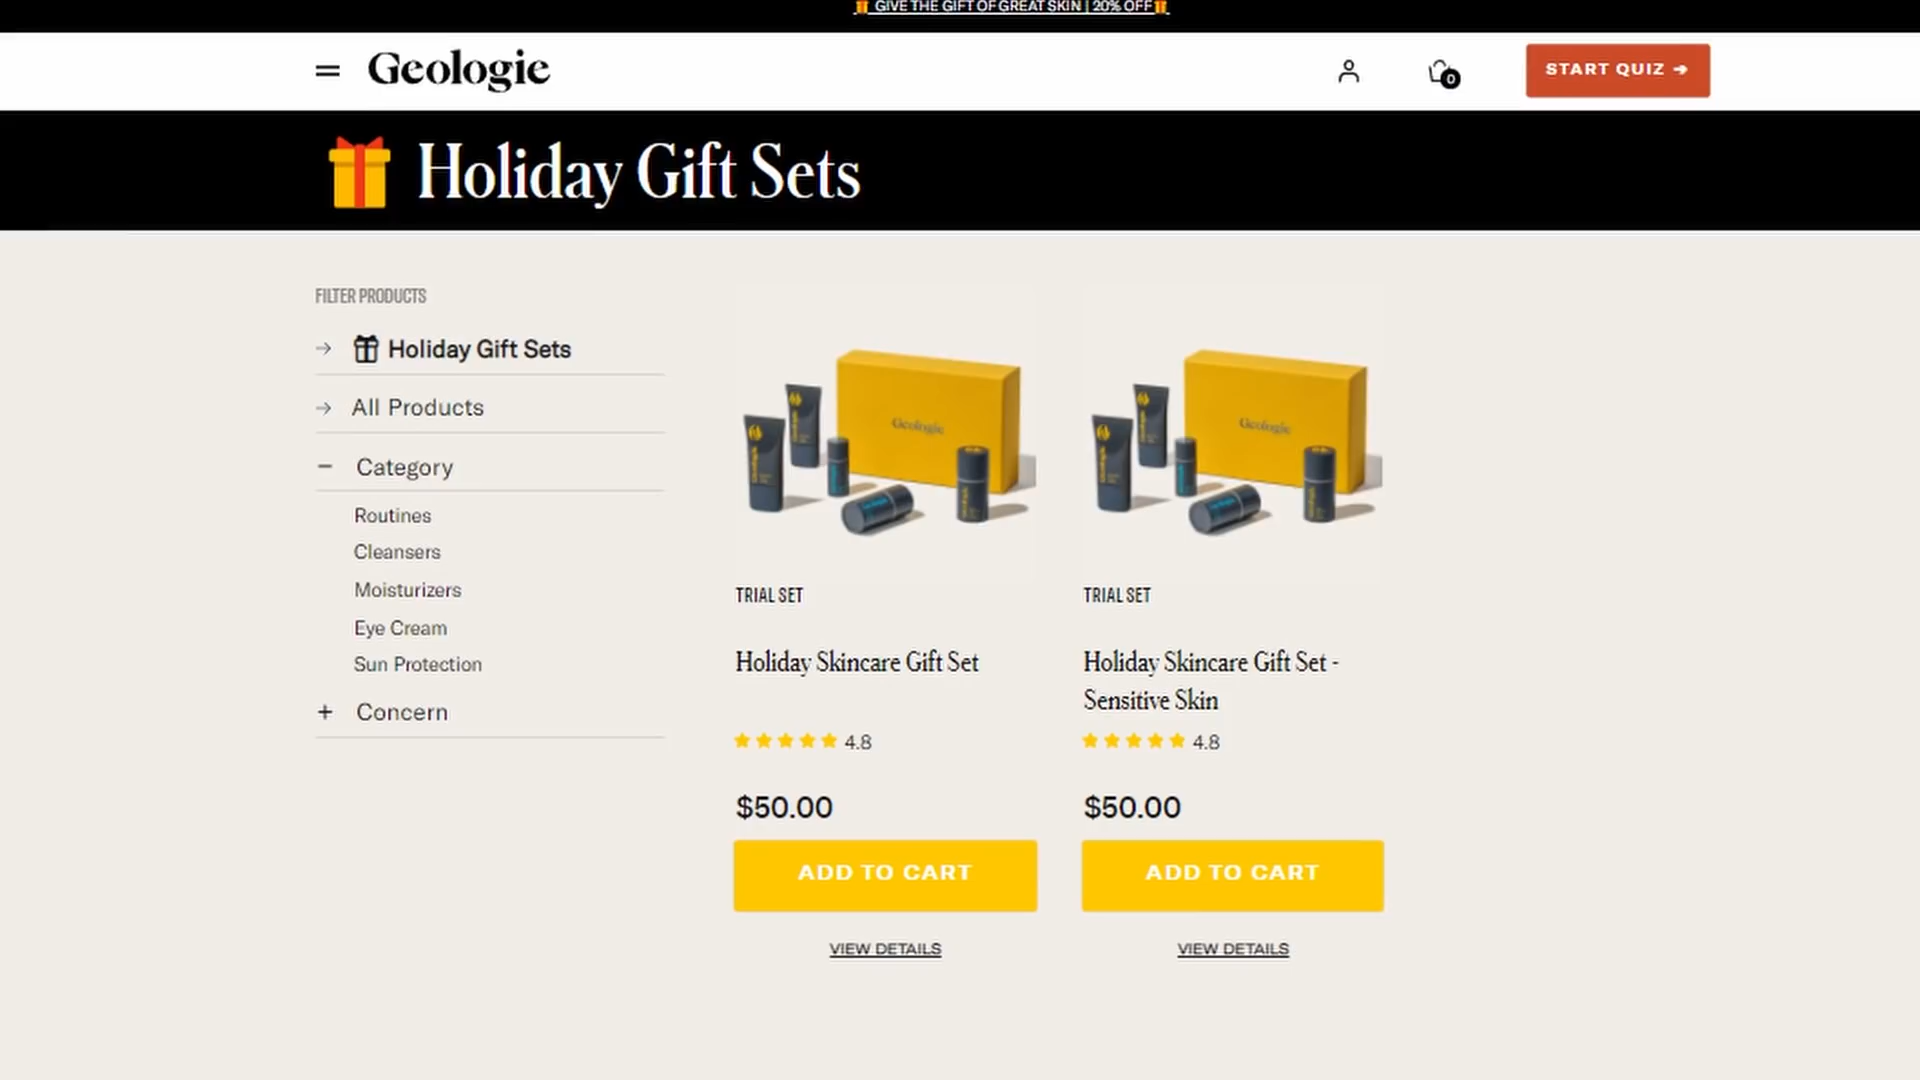 GIVE THE GIFT OF GREAT SKIN | 20% OFF
Geologie
0
START QUIZ ➔
Holiday Gift Sets
FILTER PRODUCTS
→ Holiday Gift Sets
→ All Products
− Category
Routines
Cleansers
Moisturizers
Eye Cream
Sun Protection
+ Concern
Geologie
TRIAL SET
Holiday Skincare Gift Set
4.8
$50.00
ADD TO CART
VIEW DETAILS
Geologie
TRIAL SET
Holiday Skincare Gift Set -
Sensitive Skin
4.8
$50.00
ADD TO CART
VIEW DETAILS